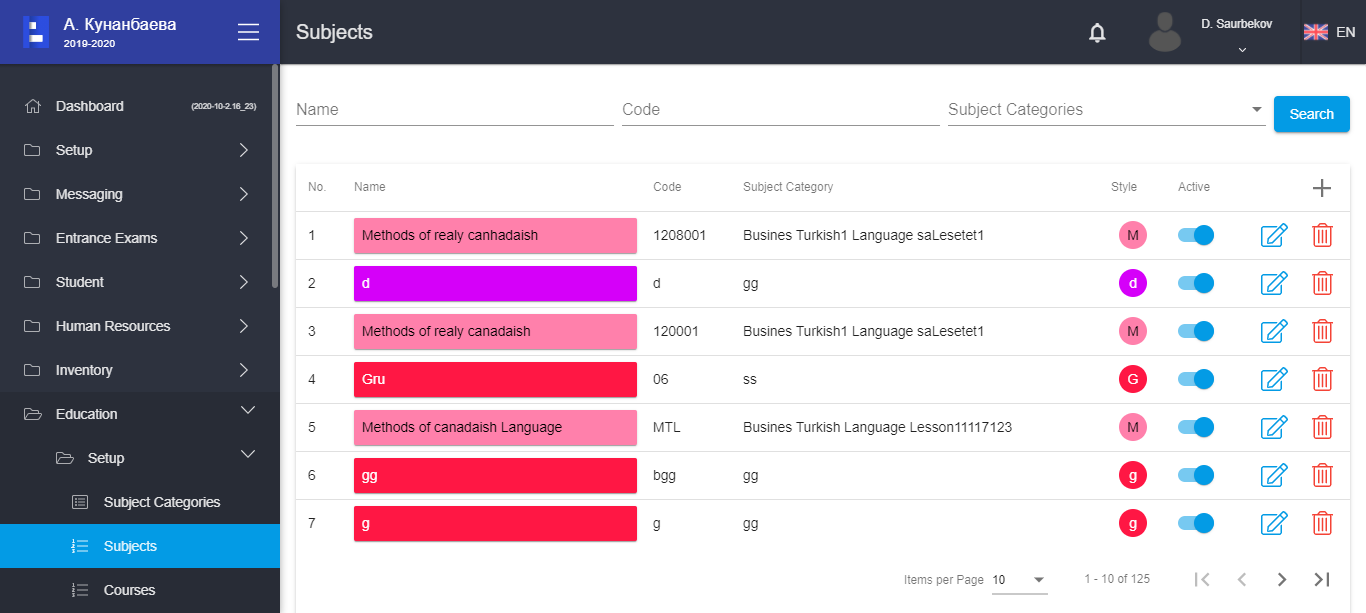 А. Кунанбаева
2019-2020
Subjects
D. Saurbekov
EN
Dashboard (2020-10-2.16_23)
Setup
Messaging
Entrance Exams
Student
Human Resources
Inventory
Education
Setup
Subject Categories
Subjects
Courses
Name Code Subject Categories Search
No. Name Code Subject Category Style Active
1 Methods of realy canhadaish 1208001 Busines Turkish1 Language saLesetet1 M
2 d d gg d
3 Methods of realy canadaish 120001 Busines Turkish1 Language saLesetet1 M
4 Gru 06 ss G
5 Methods of canadaish Language MTL Busines Turkish Language Lesson11117123 M
6 gg bgg gg g
7 g g gg g
Items per Page 10 1 - 10 of 125